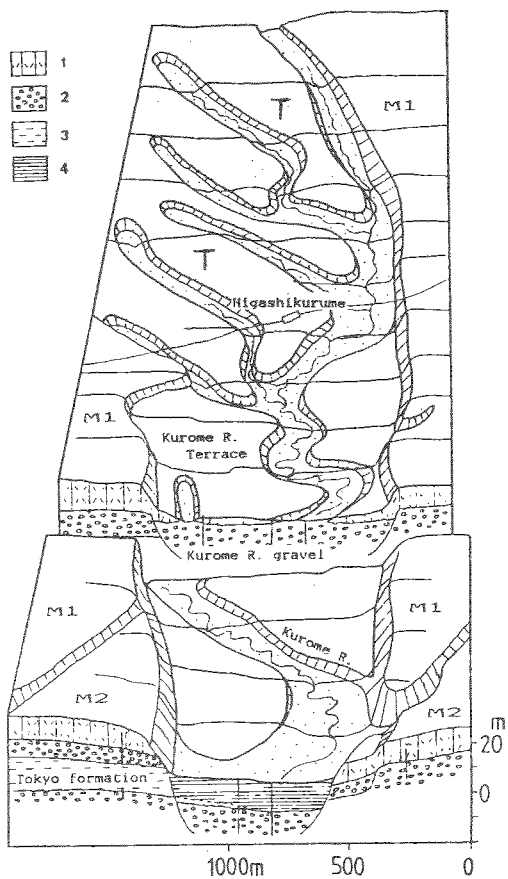 1
2
3
4
T
M1
T
Higashikurume
M1
Kurome R.
Terrace
Kurome R. gravel
M1
M1
Kurome R.
M2
M2
m
20
Tokyo formation
0
1000m
500
0